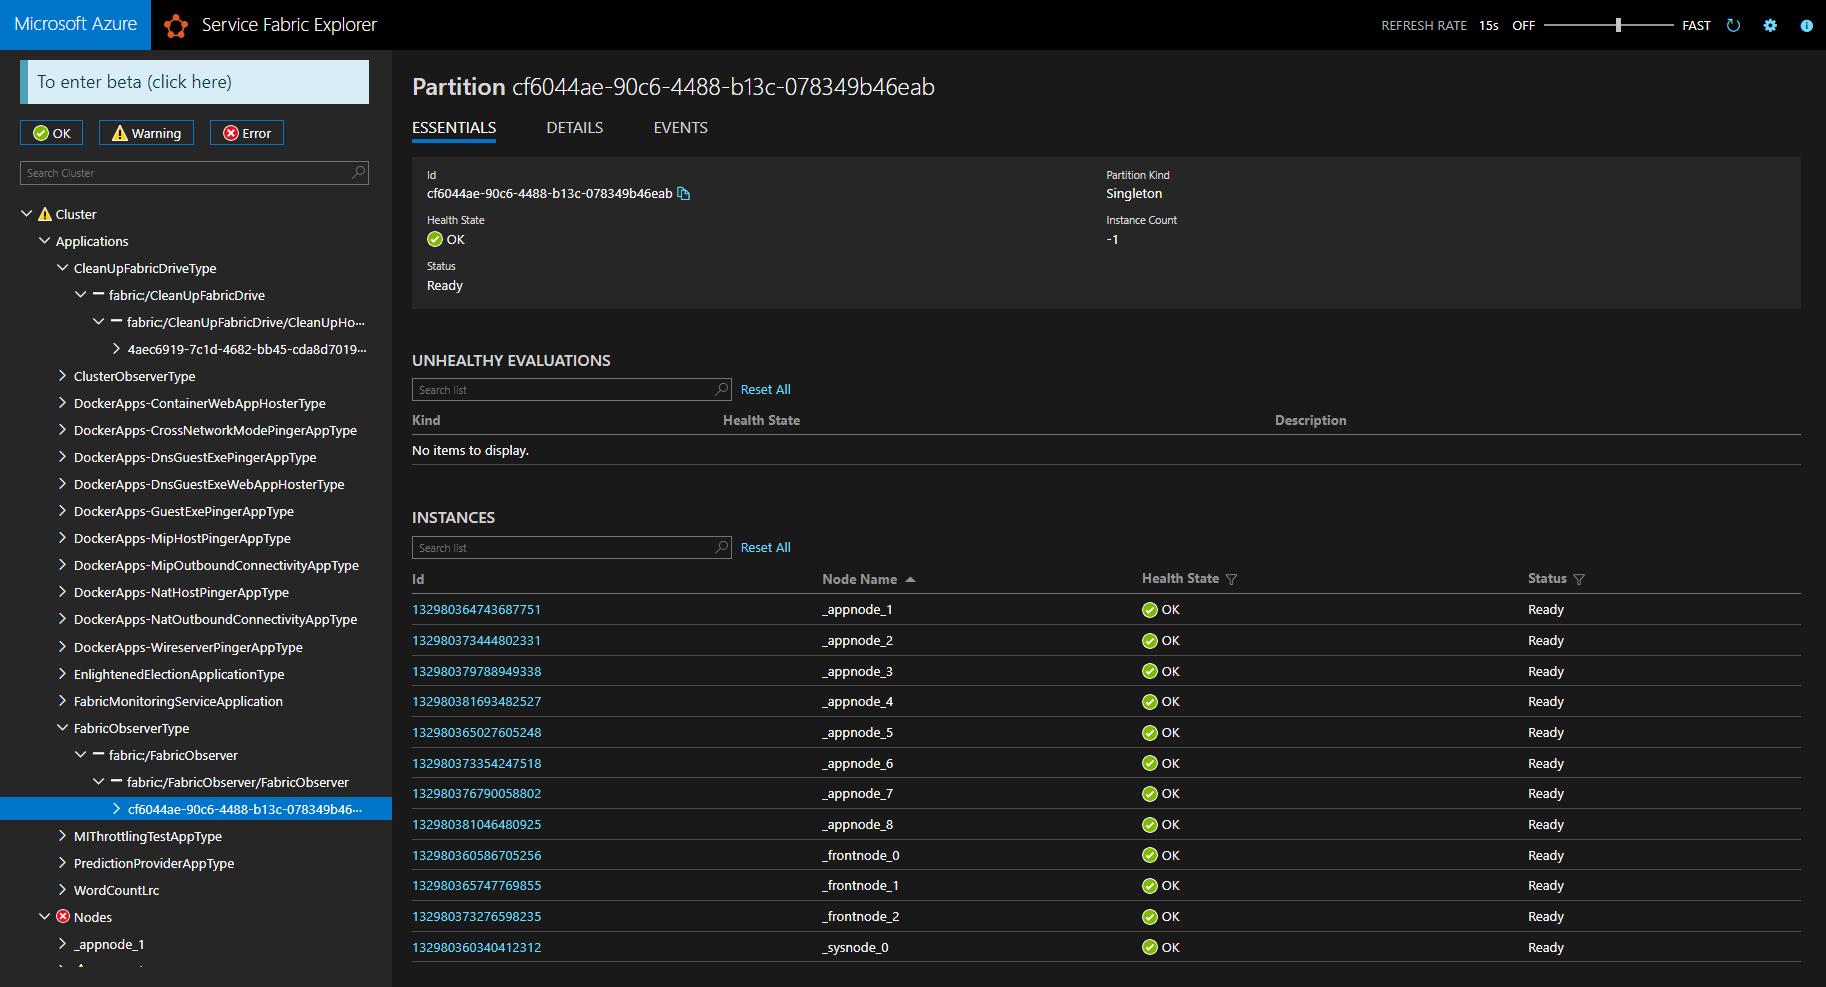 Microsoft Azure
Service Fabric Explorer
REFRESH RATE 15s OFF FAST
To enter beta (click here)
OK
Warning
Error
Search Cluster
Cluster
Applications
CleanUpFabricDriveType
fabric:/CleanUpFabricDrive
fabric:/CleanUpFabricDrive/CleanUpHo...
4aec6919-7c1d-4682-bb45-cda8d7019...
ClusterObserverType
DockerApps-ContainerWebAppHosterType
DockerApps-CrossNetworkModePingerAppType
DockerApps-DnsGuestExePingerAppType
DockerApps-DnsGuestExeWebAppHosterType
DockerApps-GuestExePingerAppType
DockerApps-MipHostPingerAppType
DockerApps-MipOutboundConnectivityAppType
DockerApps-NatHostPingerAppType
DockerApps-NatOutboundConnectivityAppType
DockerApps-WireserverPingerAppType
EnlightenedElectionApplicationType
FabricMonitoringServiceApplication
FabricObserverType
fabric:/FabricObserver
fabric:/FabricObserver/FabricObserver
cf6044ae-90c6-4488-b13c-078349b46...
MIThrottlingTestAppType
PredictionProviderAppType
WordCountLrc
Nodes
_appnode_1
Partition cf6044ae-90c6-4488-b13c-078349b46eab
ESSENTIALS DETAILS EVENTS
Id
cf6044ae-90c6-4488-b13c-078349b46eab
Health State
OK
Status
Ready
Partition Kind
Singleton
Instance Count
-1
UNHEALTHY EVALUATIONS
Search list Reset All
Kind Health State Description
No items to display.
INSTANCES
Search list Reset All
Id Node Name Health State Status
132980364743687751 _appnode_1 OK Ready
132980373444802331 _appnode_2 OK Ready
132980379788949338 _appnode_3 OK Ready
132980381693482527 _appnode_4 OK Ready
132980365027605248 _appnode_5 OK Ready
132980373354247518 _appnode_6 OK Ready
132980376790058802 _appnode_7 OK Ready
132980381046480925 _appnode_8 OK Ready
132980360586705256 _frontnode_0 OK Ready
132980365747769855 _frontnode_1 OK Ready
132980373276598235 _frontnode_2 OK Ready
132980360340412312 _sysnode_0 OK Ready